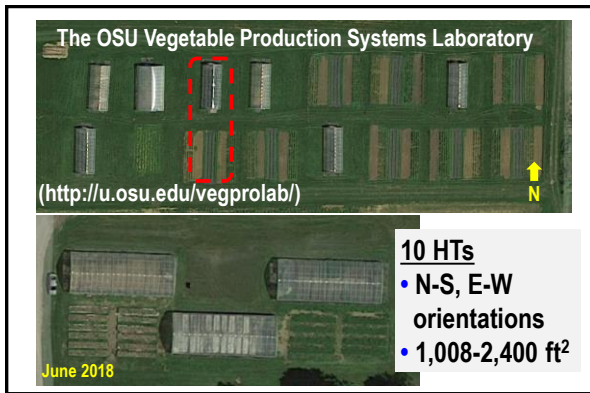 The OSU Vegetable Production Systems Laboratory
(http://u.osu.edu/vegprolab/)
N
10 HTs
• N-S, E-W
orientations
• 1,008-2,400 ft²
June 2018